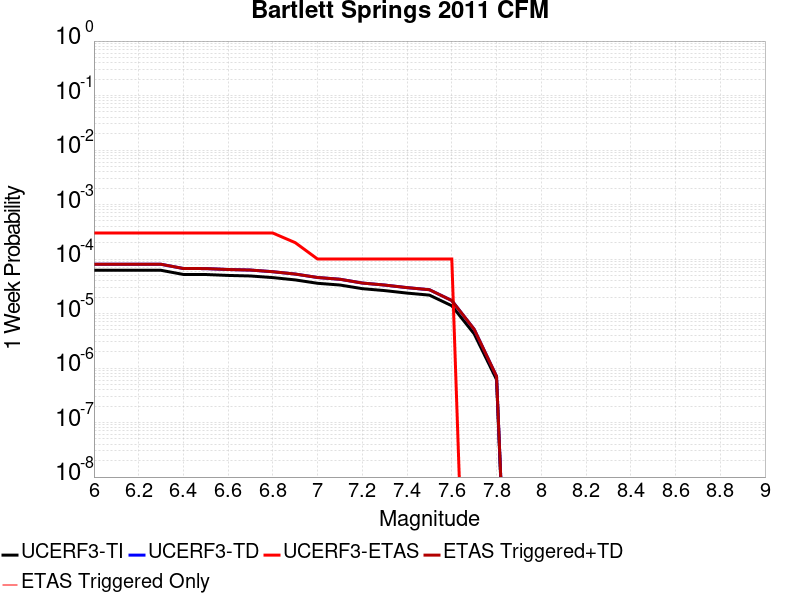 Bartlett Springs 2011 CFM
1 Week Probability
10^0
10^-1
10^-2
10^-3
10^-4
10^-5
10^-6
10^-7
10^-8
6 6.2 6.4 6.6 6.8 7 7.2 7.4 7.6 7.8 8 8.2 8.4 8.6 8.8 9
Magnitude
UCERF3-TI UCERF3-TD UCERF3-ETAS ETAS Triggered+TD
ETAS Triggered Only